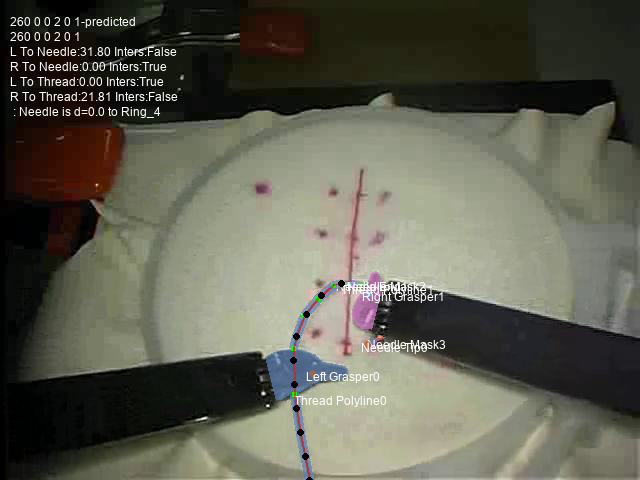 260 0 0 2 0 1-predicted
260 0 0 2 0 1
L To Needle:31.80 Inters:False
R To Needle:0.00 Inters:True
L To Thread:0.00 Inters:True
R To Thread:21.81 Inters:False
: Needle is d=0.0 to Ring_4
Right Grasper1
Needle Mask3
Needle Tip0
Left Grasper0
Thread Polyline0